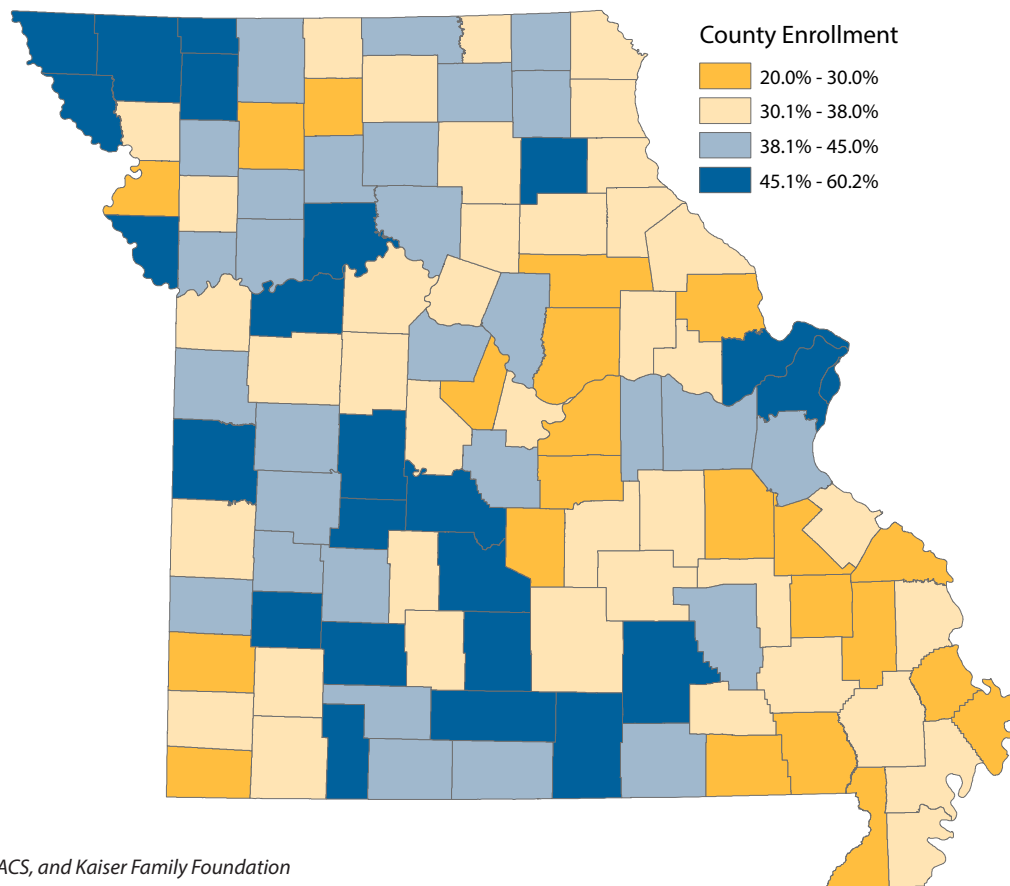 County Enrollment
20.0% - 30.0%
30.1% - 38.0%
38.1% - 45.0%
45.1% - 60.2%
ACS, and Kaiser Family Foundation